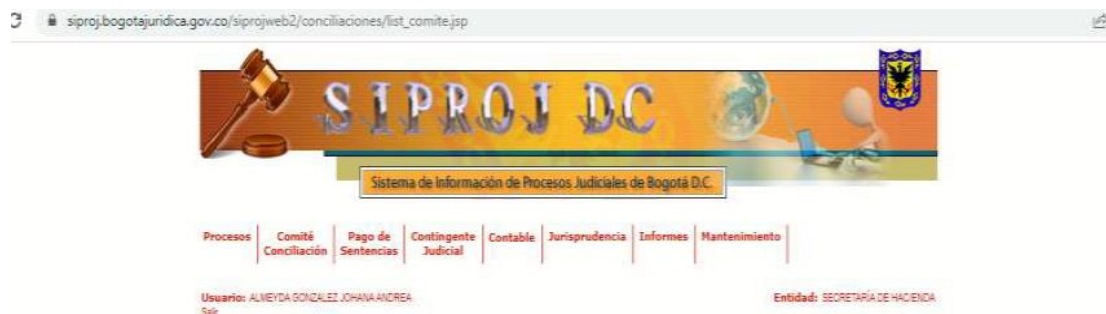 siproj.bogotajuridica.gov.co/siprojweb2/conciliaciones/list_comite.jsp
SIPROJ DC
Sistema de Información de Procesos Judiciales de Bogotá D.C.
Procesos Comité Conciliación Pago de Sentencias Contingente Judicial Contable Jurisprudencia Informes Mantenimiento
Usuario: ALMEYDA GONZALEZ JOHANA ANDREA Entidad: SECRETARÍA DE HACIENDA
Salir